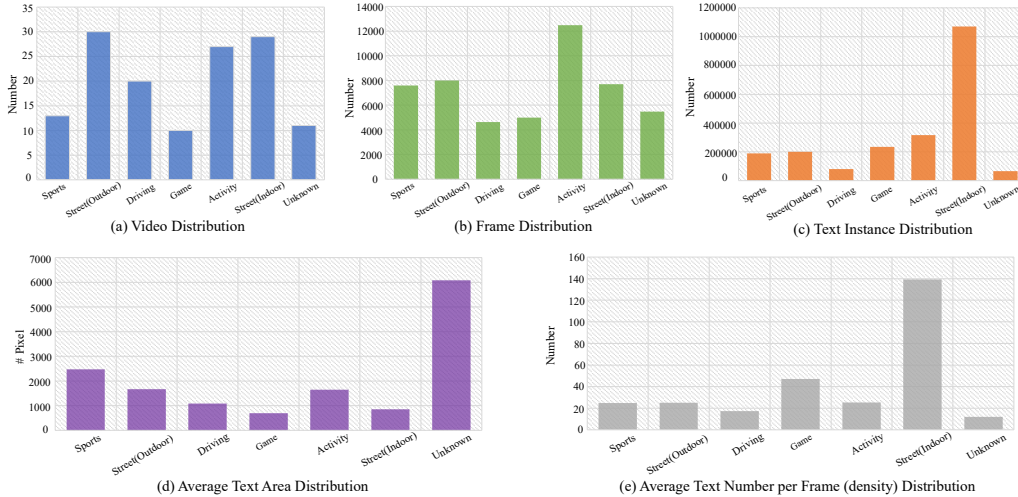 35
30
25
20
15
10
5
0
Number
Sports
Street(Outdoor)
Driving
Game
Activity
Street(Indoor)
Unknown
(a) Video Distribution
14000
12000
10000
8000
6000
4000
2000
0
Number
Sports
Street(Outdoor)
Driving
Game
Activity
Street(Indoor)
Unknown
(b) Frame Distribution
1200000
1000000
800000
600000
400000
200000
0
Number
Sports
Street(Outdoor)
Driving
Game
Activity
Street(Indoor)
Unknown
(c) Text Instance Distribution
7000
6000
5000
4000
3000
2000
1000
0
# Pixel
Sports
Street(Outdoor)
Driving
Game
Activity
Street(Indoor)
Unknown
(d) Average Text Area Distribution
160
140
120
100
80
60
40
20
0
Number
Sports
Street(Outdoor)
Driving
Game
Activity
Street(Indoor)
Unknown
(e) Average Text Number per Frame (density) Distribution